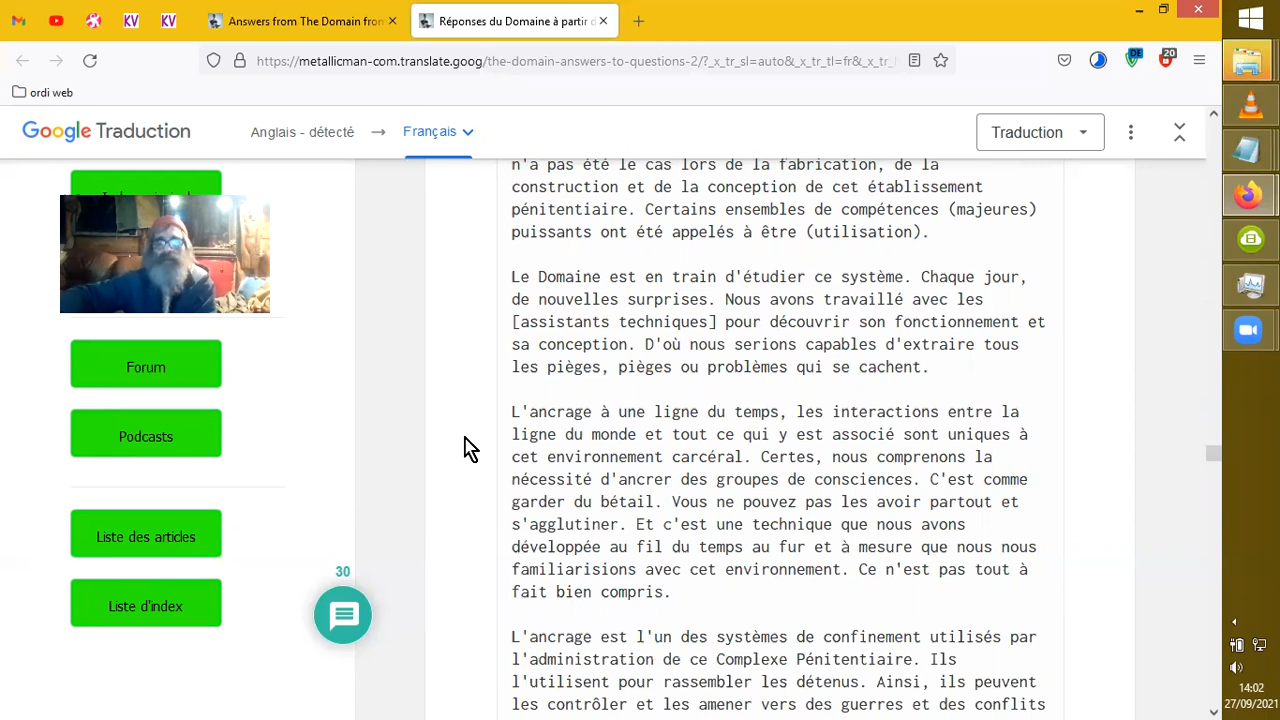 KV
KV
Answers from The Domain from
Réponses du Domaine à partir d
https://metallicman-com.translate.goog/the-domain-answers-to-questions-2/?_x_tr_sl=auto&_x_tr_tl=fr&_x_tr_l
DE
20
ordi web
Google Traduction
Anglais - détecté
Français
Traduction
Forum
Podcasts
Liste des articles
Liste d'index
30
n'a pas été le cas lors de la fabrication, de la
construction et de la conception de cet établissement
pénitentiaire. Certains ensembles de compétences (majeures)
puissants ont été appelés à être (utilisation).
Le Domaine est en train d'étudier ce système. Chaque jour,
de nouvelles surprises. Nous avons travaillé avec les
[assistants techniques] pour découvrir son fonctionnement et
sa conception. D'où nous serions capables d'extraire tous
les pièges, pièges ou problèmes qui se cachent.
L'ancrage à une ligne du temps, les interactions entre la
ligne du monde et tout ce qui y est associé sont uniques à
cet environnement carcéral. Certes, nous comprenons la
nécessité d'ancrer des groupes de consciences. C'est comme
garder du bétail. Vous ne pouvez pas les avoir partout et
s'agglutiner. Et c'est une technique que nous avons
développée au fil du temps au fur et à mesure que nous nous
familiarisions avec cet environnement. Ce n'est pas tout à
fait bien compris.
L'ancrage est l'un des systèmes de confinement utilisés par
l'administration de ce Complexe Pénitentiaire. Ils
l'utilisent pour rassembler les détenus. Ainsi, ils peuvent
les contrôler et les amener vers des guerres et des conflits
14:02
27/09/2021